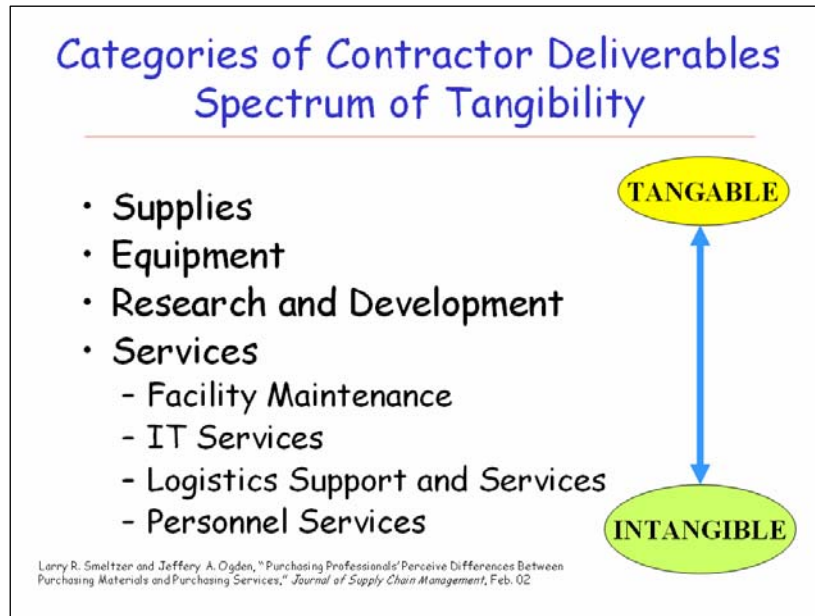 Categories of Contractor Deliverables
Spectrum of Tangibility
• Supplies
• Equipment
• Research and Development
• Services
– Facility Maintenance
– IT Services
– Logistics Support and Services
– Personnel Services
TANGABLE
INTANGIBLE
Larry R. Smeltzer and Jeffery A. Ogden, "Purchasing Professionals' Perceive Differences Between
Purchasing Materials and Purchasing Services," Journal of Supply Chain Management, Feb. 02